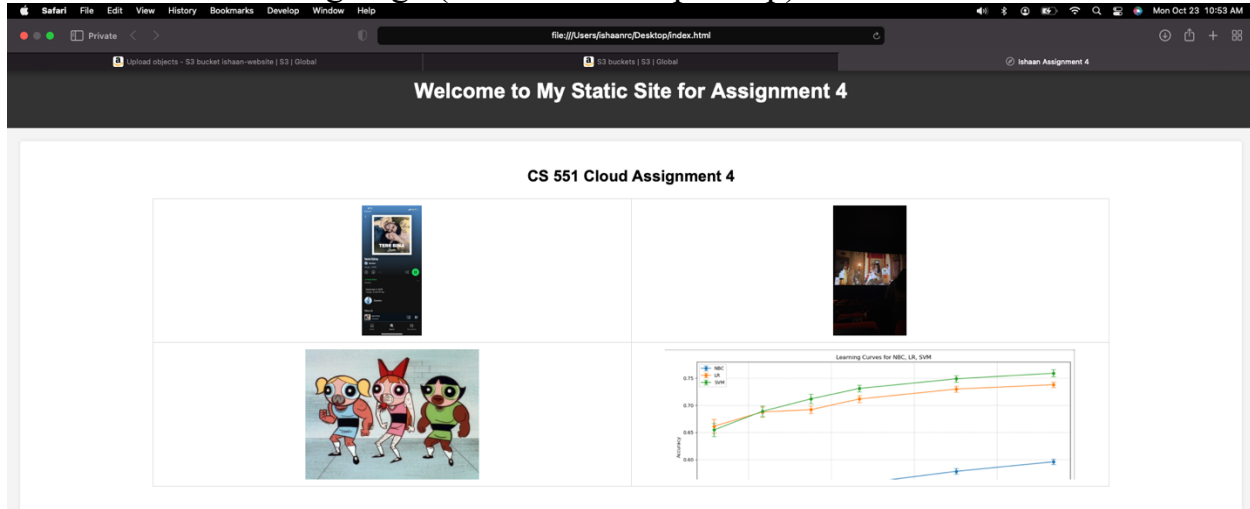 Safari File Edit View History Bookmarks Develop Window Help
Mon Oct 23 10:53 AM
Private
file:///Users/ishaanrc/Desktop/index.html
Upload objects - S3 bucket ishaan-website | S3 | Global
S3 buckets | S3 | Global
Ishaan Assignment 4
Welcome to My Static Site for Assignment 4
CS 551 Cloud Assignment 4
TERE BINA
Learning Curves for NBC, LR, SVM
NBC
LR
SVM
0.75
0.70
0.65
0.60
Accuracy